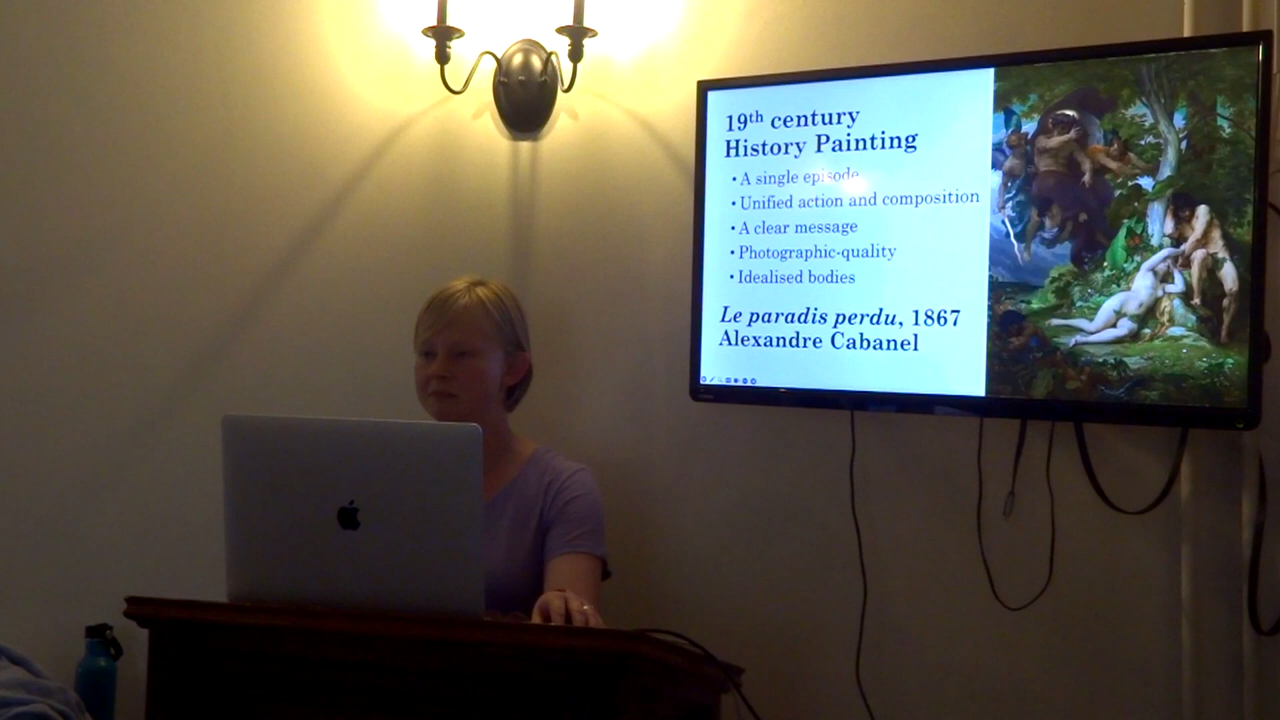 19th century
History Painting
• A single episode
• Unified action and composition
• A clear message
• Photographic-quality
• Idealised bodies
Le paradis perdu, 1867
Alexandre Cabanel